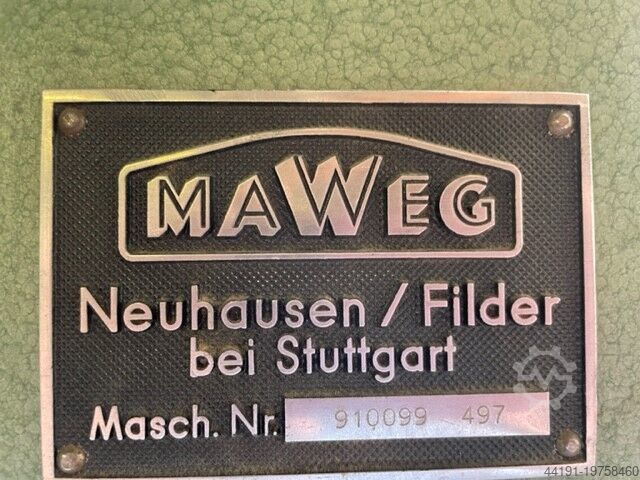 MAWEG
Neuhausen / Filder
bei Stuttgart
Masch. Nr. 910099 497
44191-19758460